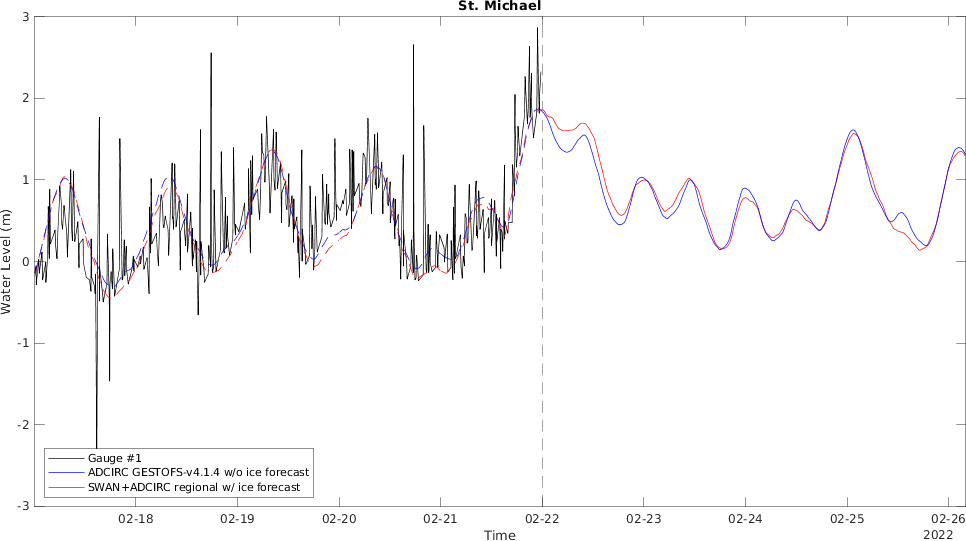 St. Michael
3
2
1
0
-1
-2
-3
Water Level (m)
Gauge #1
ADCIRC GESTOFS-v4.1.4 w/o ice forecast
SWAN+ADCIRC regional w/ ice forecast
02-18 02-19 02-20 02-21 02-22 02-23 02-24 02-25 02-26
Time
2022